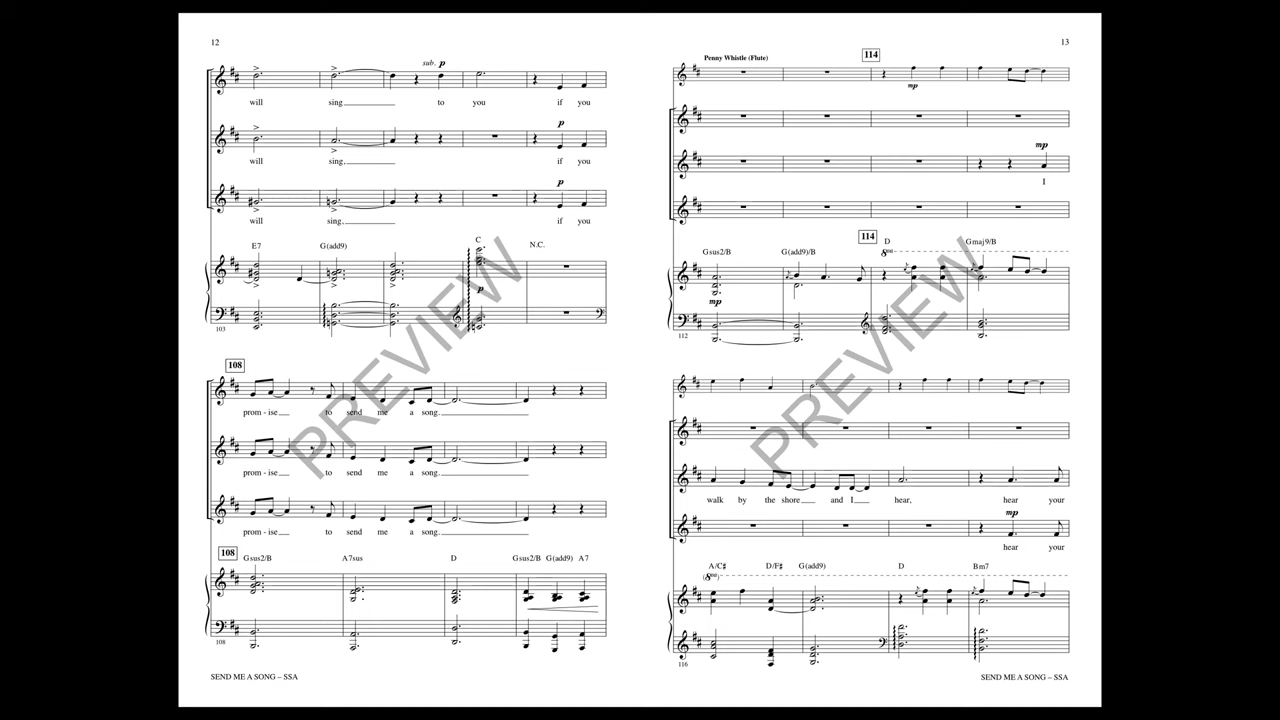 12
sub. p
will sing to you if you
p
will sing, if you
p
will sing, if you
E7 G(add9) C N.C.
p
103
108
prom - ise to send me a song.
prom - ise to send me a song.
prom - ise to send me a song.
108
Gsus2/B A7sus D Gsus2/B G(add9) A7
108
SEND ME A SONG – SSA
PREVIEW
13
Penny Whistle (Flute)
114
mp
mp
I
114
Gsus2/B G(add9)/B D Gmaj9/B
8va
mp
112
walk by the shore and I hear, hear your
mp
hear your
A/C♯ D/F♯ G(add9) D Bm7
(8va)
116
SEND ME A SONG – SSA
PREVIEW